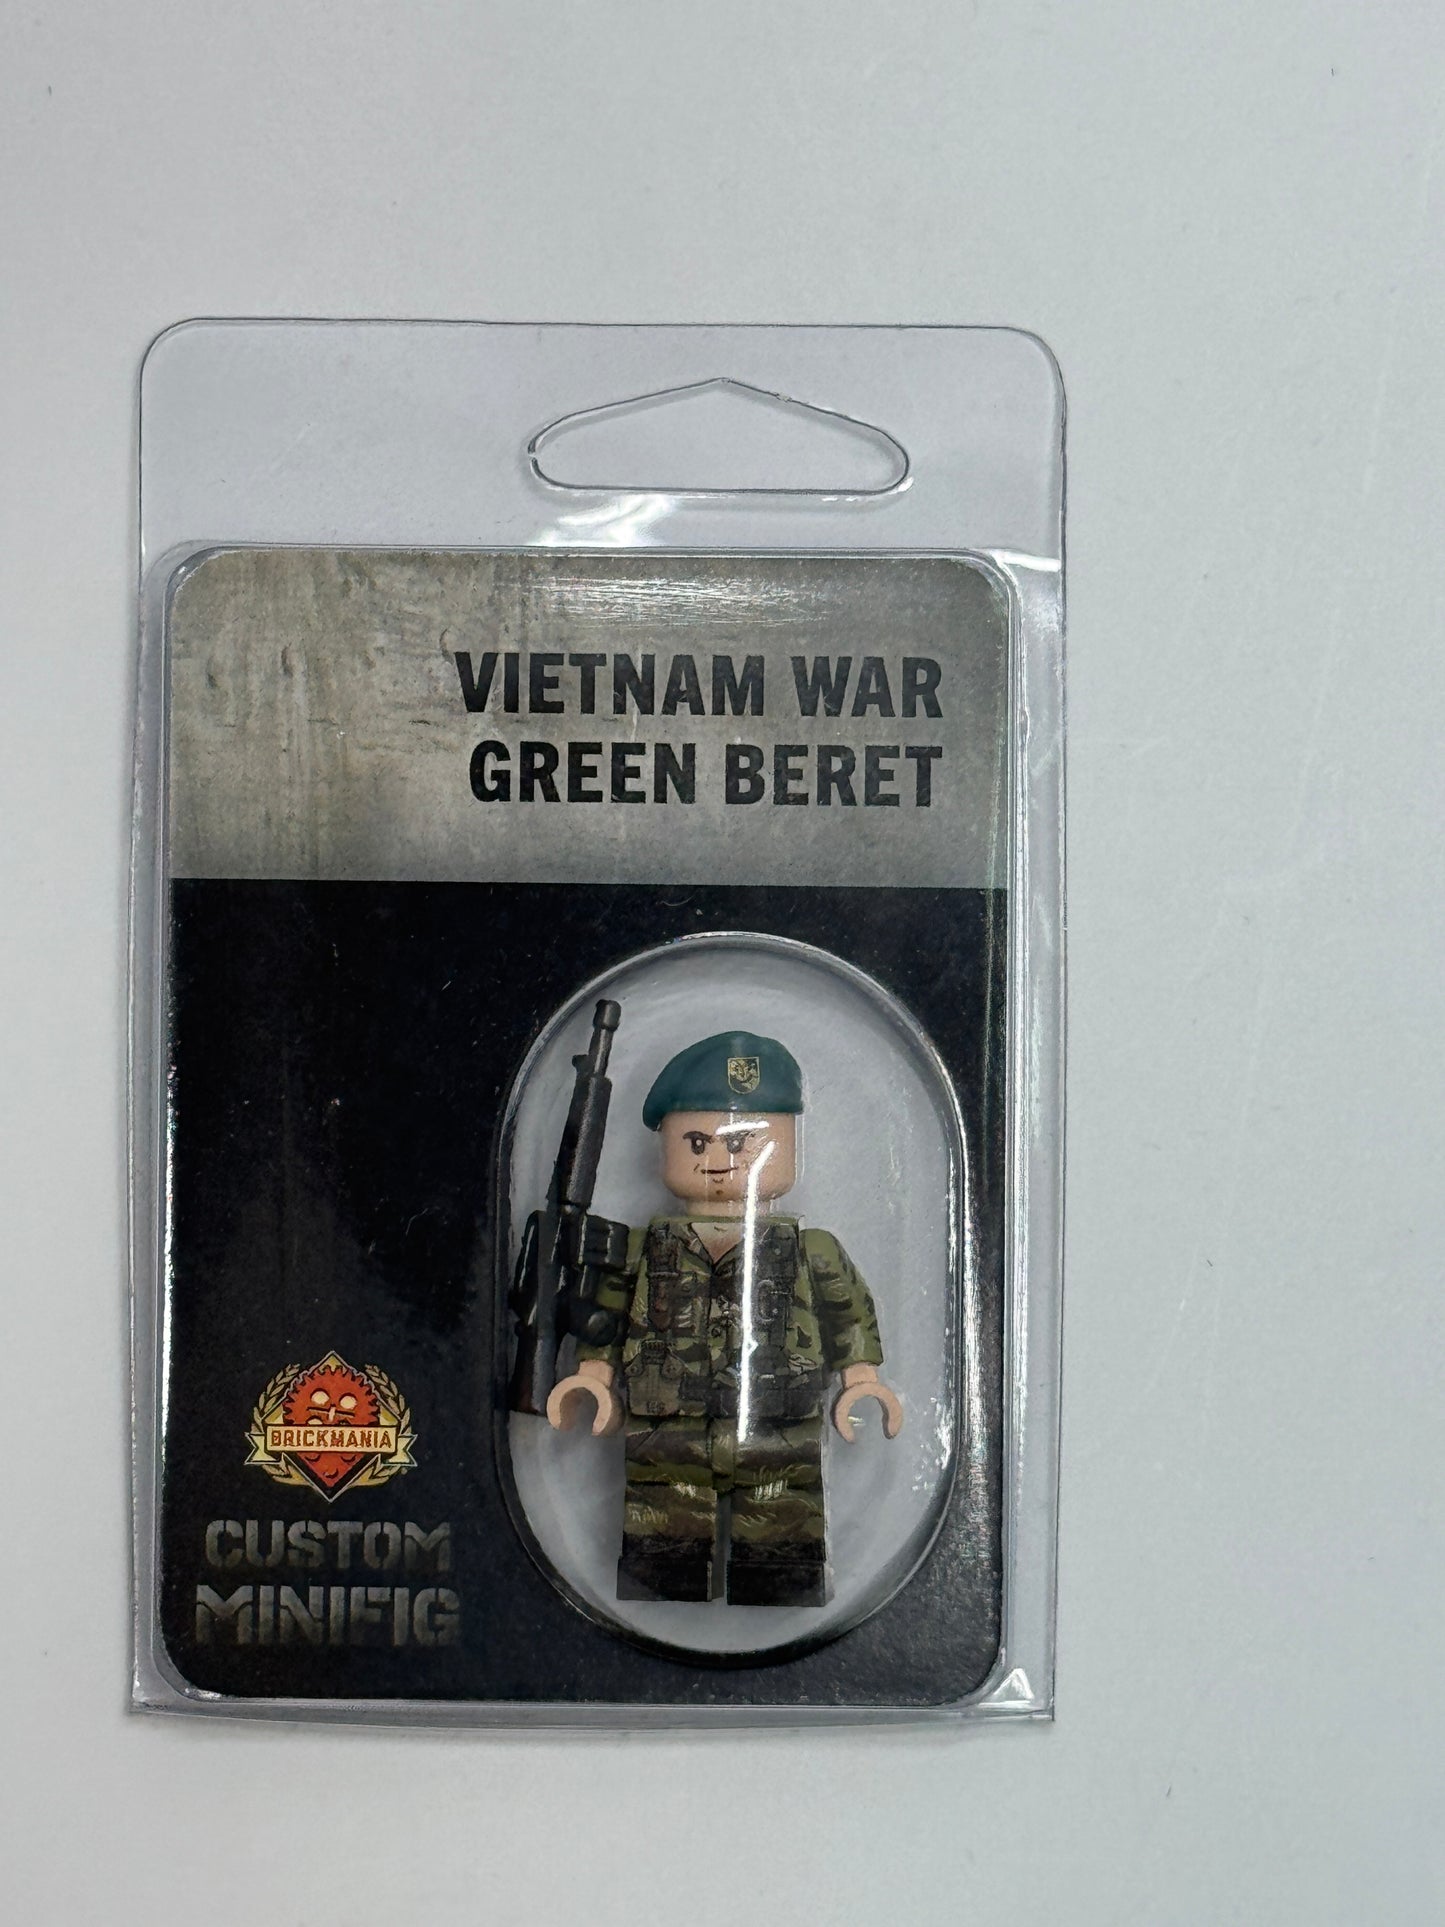 VIETNAM WAR
GREEN BERET
BRICKMANIA
CUSTOM
MINIFIG